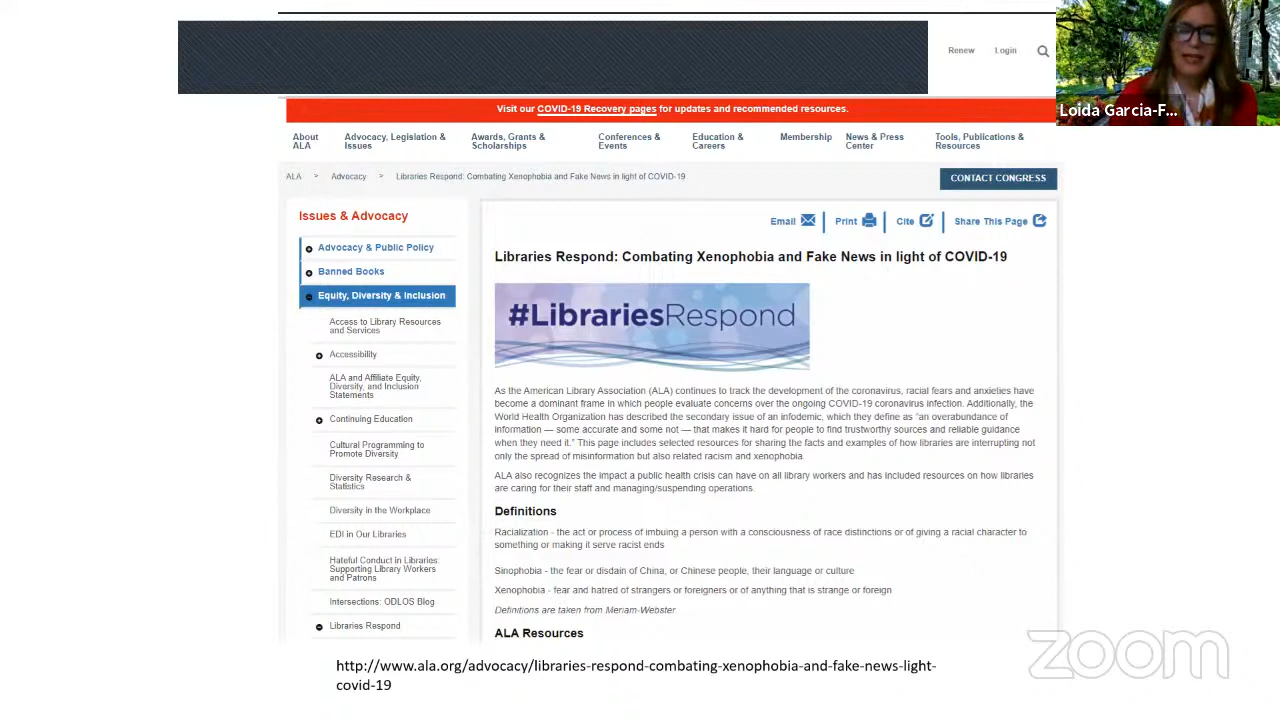 Renew Login
Loida Garcia-F...
Visit our COVID-19 Recovery pages for updates and recommended resources.
About ALA
Advocacy, Legislation & Issues
Awards, Grants & Scholarships
Conferences & Events
Education & Careers
Membership
News & Press Center
Tools, Publications & Resources
ALA > Advocacy > Libraries Respond: Combating Xenophobia and Fake News in light of COVID-19
CONTACT CONGRESS
Issues & Advocacy
Advocacy & Public Policy
Banned Books
Equity, Diversity & Inclusion
Access to Library Resources
and Services
Accessibility
ALA and Affiliate Equity,
Diversity, and Inclusion
Statements
Continuing Education
Cultural Programming to
Promote Diversity
Diversity Research &
Statistics
Diversity in the Workplace
EDI in Our Libraries
Hateful Conduct in Libraries:
Supporting Library Workers
and Patrons
Intersections: ODLOS Blog
Libraries Respond
Email Print Cite Share This Page
Libraries Respond: Combating Xenophobia and Fake News in light of COVID-19
#LibrariesRespond
As the American Library Association (ALA) continues to track the development of the coronavirus, racial fears and anxieties have
become a dominant frame in which people evaluate concerns over the ongoing COVID-19 coronavirus infection. Additionally, the
World Health Organization has described the secondary issue of an infodemic, which they define as “an overabundance of
information — some accurate and some not — that makes it hard for people to find trustworthy sources and reliable guidance
when they need it.” This page includes selected resources for sharing the facts and examples of how libraries are interrupting not
only the spread of misinformation but also related racism and xenophobia.
ALA also recognizes the impact a public health crisis can have on all library workers and has included resources on how libraries
are caring for their staff and managing/suspending operations.
Definitions
Racialization - the act or process of imbuing a person with a consciousness of race distinctions or of giving a racial character to
something or making it serve racist ends
Sinophobia - the fear or disdain of China, or Chinese people, their language or culture
Xenophobia - fear and hatred of strangers or foreigners or of anything that is strange or foreign
Definitions are taken from Meriam-Webster
ALA Resources
http://www.ala.org/advocacy/libraries-respond-combating-xenophobia-and-fake-news-light-
covid-19
zoom